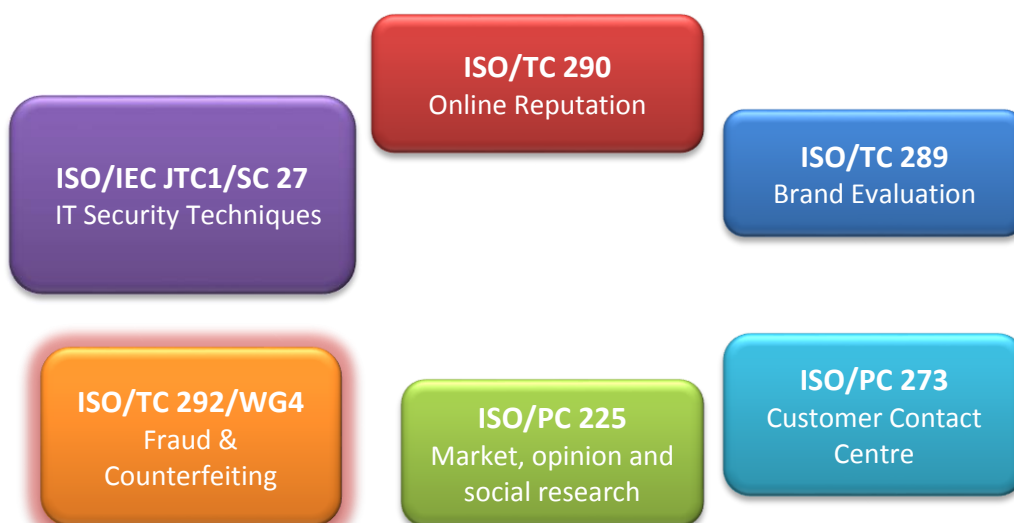 ISO/TC 290
Online Reputation
ISO/IEC JTC1/SC 27
IT Security Techniques
ISO/TC 289
Brand Evaluation
ISO/TC 292/WG4
Fraud &
Counterfeiting
ISO/PC 225
Market, opinion and
social research
ISO/PC 273
Customer Contact
Centre